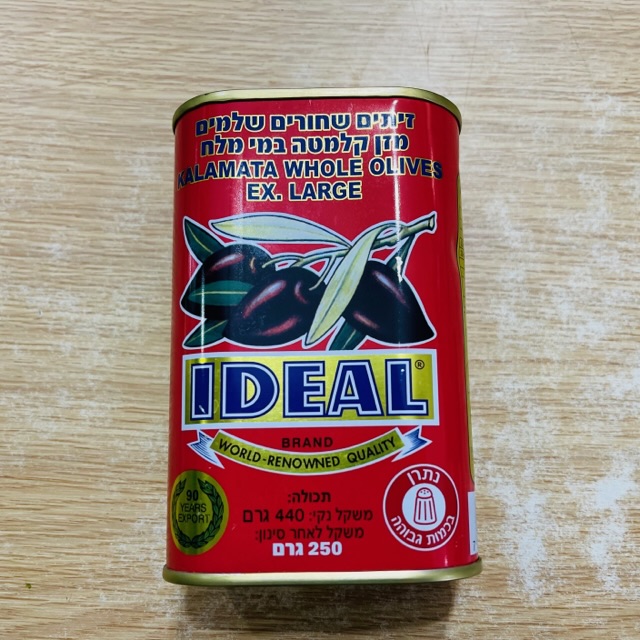 זיתים שחורים שלמים
מזן קלמטה במי מלח
KALAMATA WHOLE OLIVES
EX. LARGE
IDEAL®
BRAND
WORLD-RENOWNED QUALITY
90
YEARS
EXPORT
תכולה:
משקל נקי: 440 גרם
משקל לאחר סינון:
250 גרם
נתרן
בכמות גבוהה